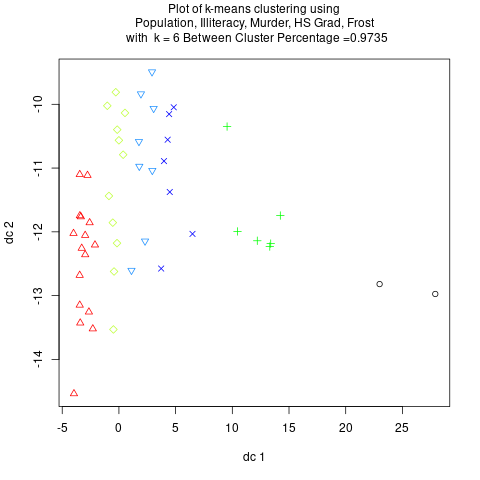 Plot of k-means clustering using
Population, Illiteracy, Murder, HS Grad, Frost
with k = 6 Between Cluster Percentage =0.9735
-10
-11
-12
-13
-14
dc 2
-5
0
5
10
15
20
25
dc 1